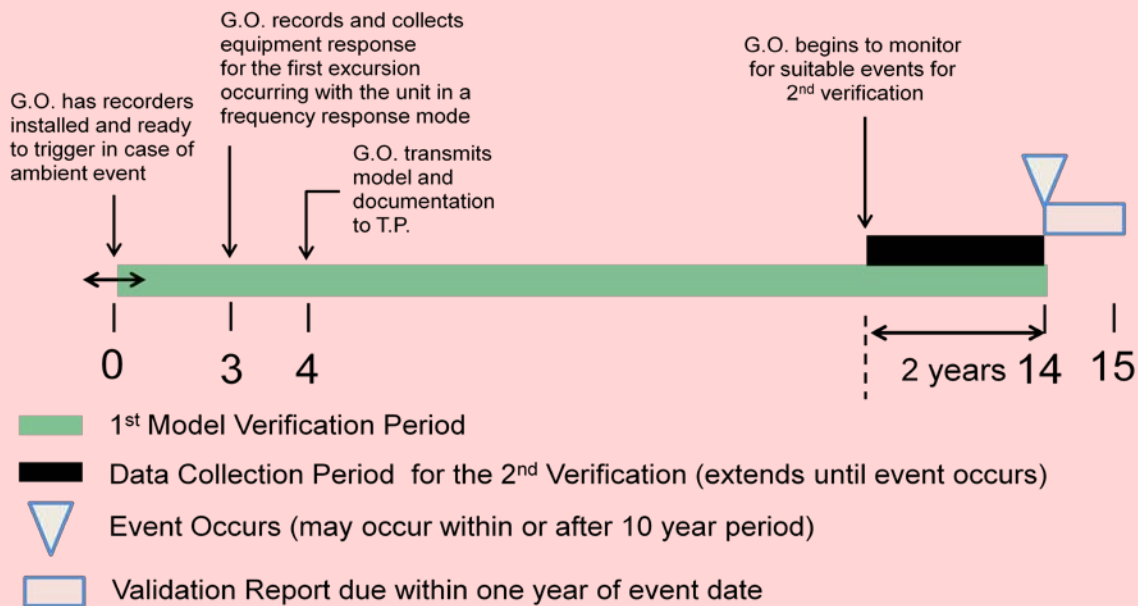 G.O. has recorders
installed and ready
to trigger in case of
ambient event
G.O. records and collects
equipment response
for the first excursion
occurring with the unit in a
frequency response mode
G.O. transmits
model and
documentation
to T.P.
G.O. begins to monitor
for suitable events for
2nd verification
0
3
4
2 years
14
15
1st Model Verification Period
Data Collection Period for the 2nd Verification (extends until event occurs)
Event Occurs (may occur within or after 10 year period)
Validation Report due within one year of event date